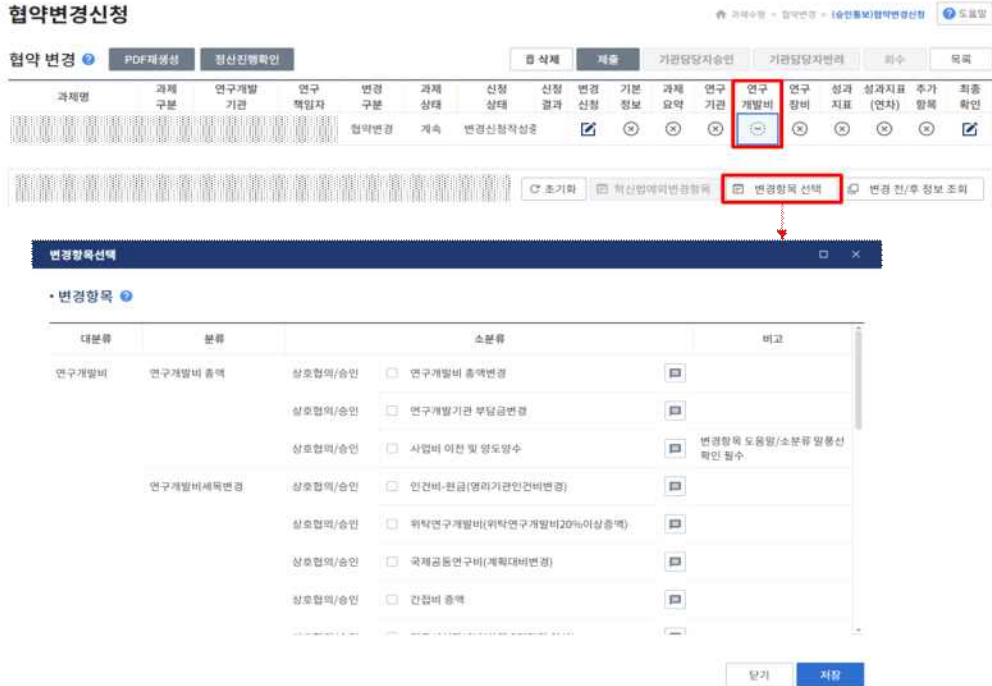 협약변경신청
과제수행 > 협약변경 > (승인통보)협약변경신청 도움말
협약 변경 PDF재생성 정산진행확인 삭제 제출 기관담당자승인 기관담당자반려 회수 목록
과제명 과제 구분 연구개발 기관 연구 책임자 변경 구분 과제 상태 신청 상태 신청 결과 변경 신청 기본 정보 과제 요약 연구 기관 연구 개발비 연구 장비 성과 지표 성과지표 (연차) 추가 항목 최종 확인
협약변경 계속 변경신청작성중
초기화 혁신법예외변경항목 변경항목 선택 변경 전/후 정보 조회
변경항목선택
• 변경항목
대분류 분류 소분류 비고
연구개발비 연구개발비 총액 상호협의/승인 연구개발비 총액변경
상호협의/승인 연구개발기관 부담금변경
상호협의/승인 사업비 이전 및 양도양수 변경항목 도움말/소분류 말풍선
확인 필수
연구개발비세목변경 상호협의/승인 인건비-현금(영리기관인건비변경)
상호협의/승인 위탁연구개발비(위탁연구개발비20%이상증액)
상호협의/승인 국제공동연구비(계획대비변경)
상호협의/승인 간접비 증액
닫기 저장